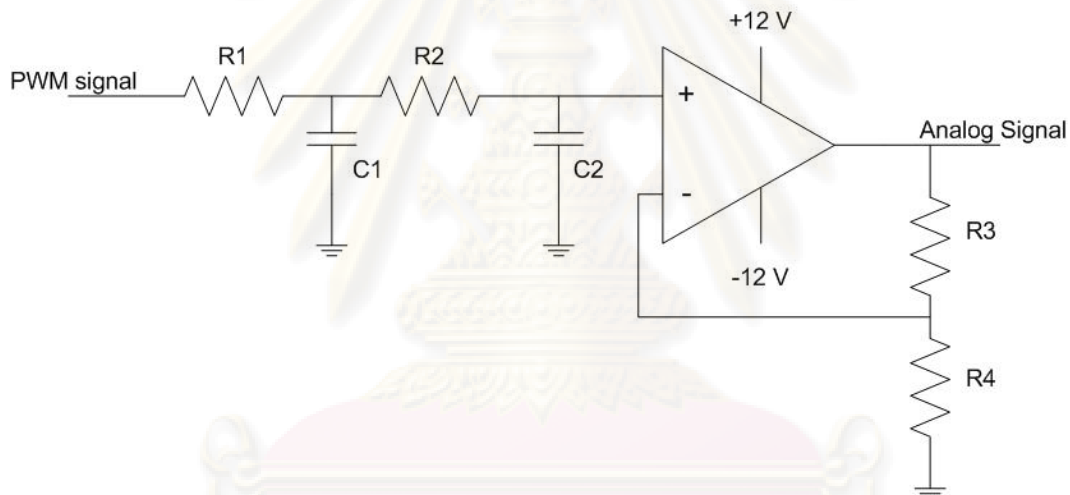 +12 V
R1
R2
PWM signal
+
Analog Signal
C1
C2
-
R3
-12 V
R4